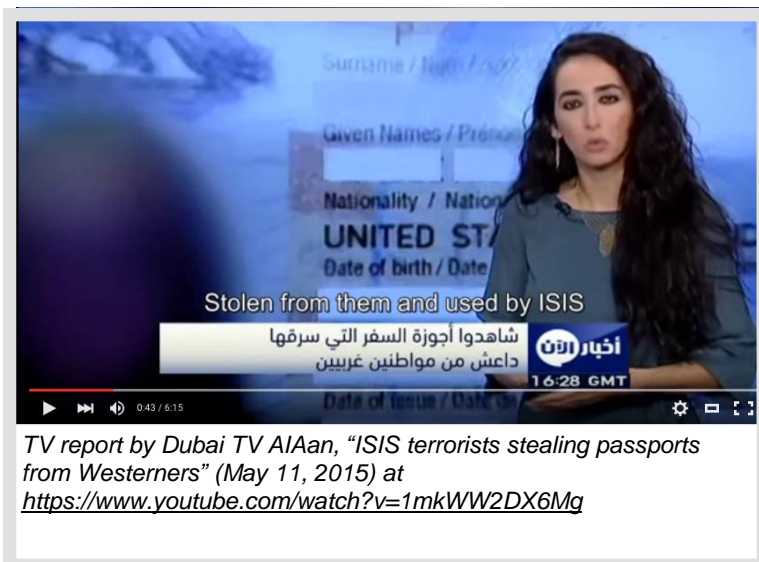 Surname /
Given Names / Prénoms
Nationality / Nation
UNITED STA
Date of birth / Date
Stolen from them and used by ISIS
شاهدوا أجوزة السفر التي سرقها
داعش من مواطنين غربيين
أخبار الآن
16:28 GMT
Date of issue / Date
0:43 / 6:15
TV report by Dubai TV AlAan, “ISIS terrorists stealing passports
from Westerners” (May 11, 2015) at
https://www.youtube.com/watch?v=1mkWW2DX6Mg